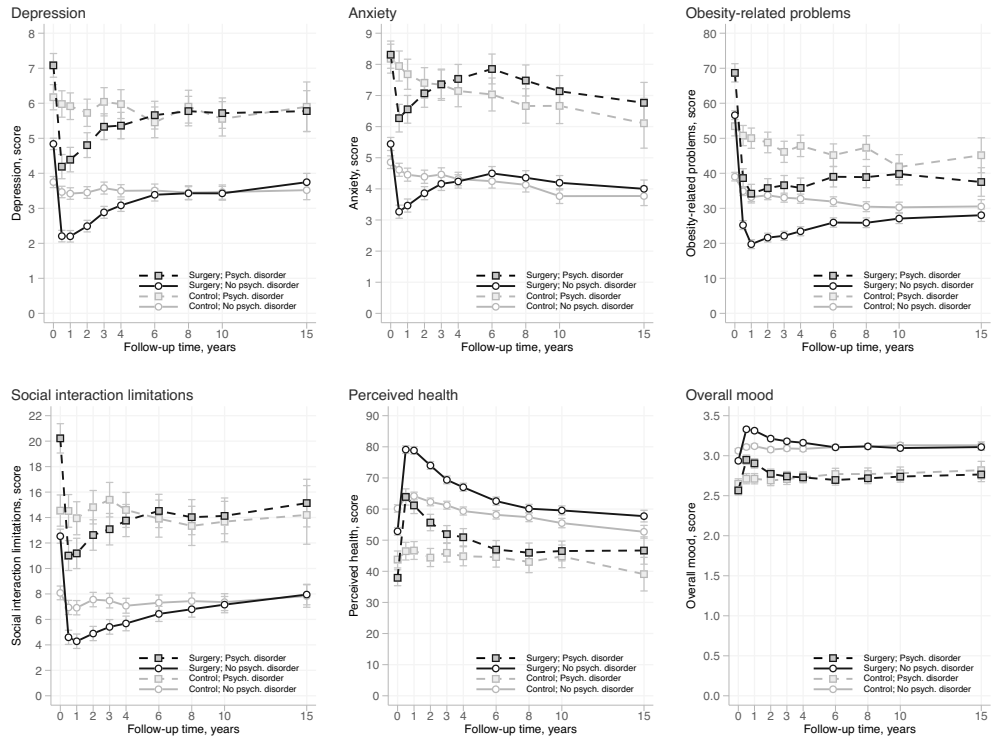 Depression
Depression, score
8
7
6
5
4
3
2
1
0
Surgery; Psych. disorder
Surgery; No psych. disorder
Control; Psych. disorder
Control; No psych. disorder
0 1 2 3 4 6 8 10 15
Follow-up time, years
Anxiety
Anxiety, score
9
8
7
6
5
4
3
2
1
0
Surgery; Psych. disorder
Surgery; No psych. disorder
Control; Psych. disorder
Control; No psych. disorder
0 1 2 3 4 6 8 10 15
Follow-up time, years
Obesity-related problems
Obesity-related problems, score
80
70
60
50
40
30
20
10
0
Surgery; Psych. disorder
Surgery; No psych. disorder
Control; Psych. disorder
Control; No psych. disorder
0 1 2 3 4 6 8 10 15
Follow-up time, years
Social interaction limitations
Social interaction limitations, score
22
20
18
16
14
12
10
8
6
4
2
0
Surgery; Psych. disorder
Surgery; No psych. disorder
Control; Psych. disorder
Control; No psych. disorder
0 1 2 3 4 6 8 10 15
Follow-up time, years
Perceived health
Perceived health, score
90
80
70
60
50
40
30
20
10
0
Surgery; Psych. disorder
Surgery; No psych. disorder
Control; Psych. disorder
Control; No psych. disorder
0 1 2 3 4 6 8 10 15
Follow-up time, years
Overall mood
Overall mood, score
3.5
3.0
2.5
2.0
1.5
1.0
0.5
0.0
Surgery; Psych. disorder
Surgery; No psych. disorder
Control; Psych. disorder
Control; No psych. disorder
0 1 2 3 4 6 8 10 15
Follow-up time, years